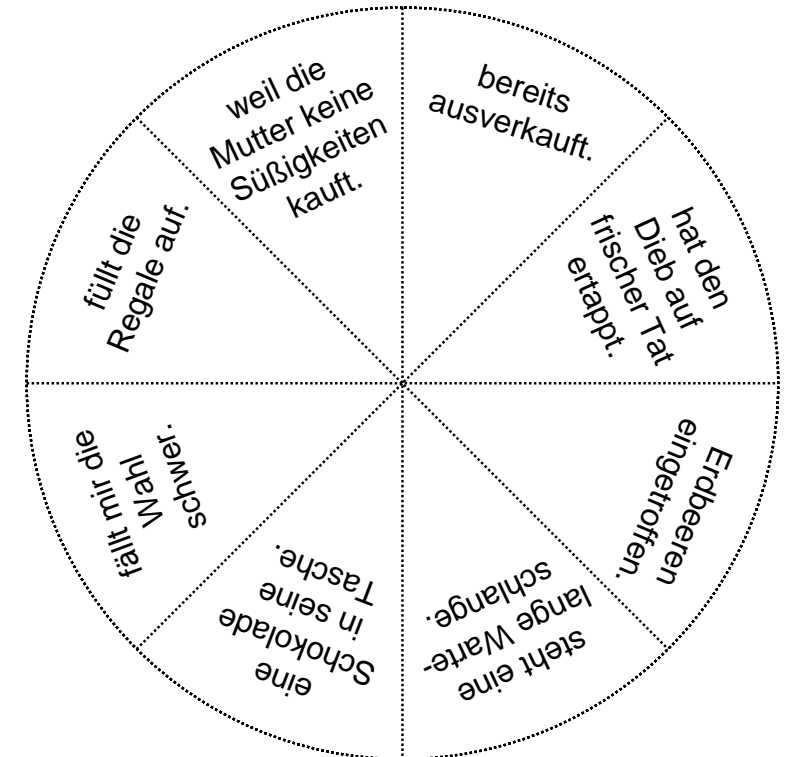 bereits
ausverkauft.
hat den
Dieb auf
frischer Tat
ertappt.
Erdbeeren
eingetroffen.
steht eine
lange Warte-
schlange.
eine
Schokolade
in seine
Tasche.
fällt mir die
Wahl
schwer.
füllt die
Regale auf.
weil die
Mutter keine
Süßigkeiten
kauft.